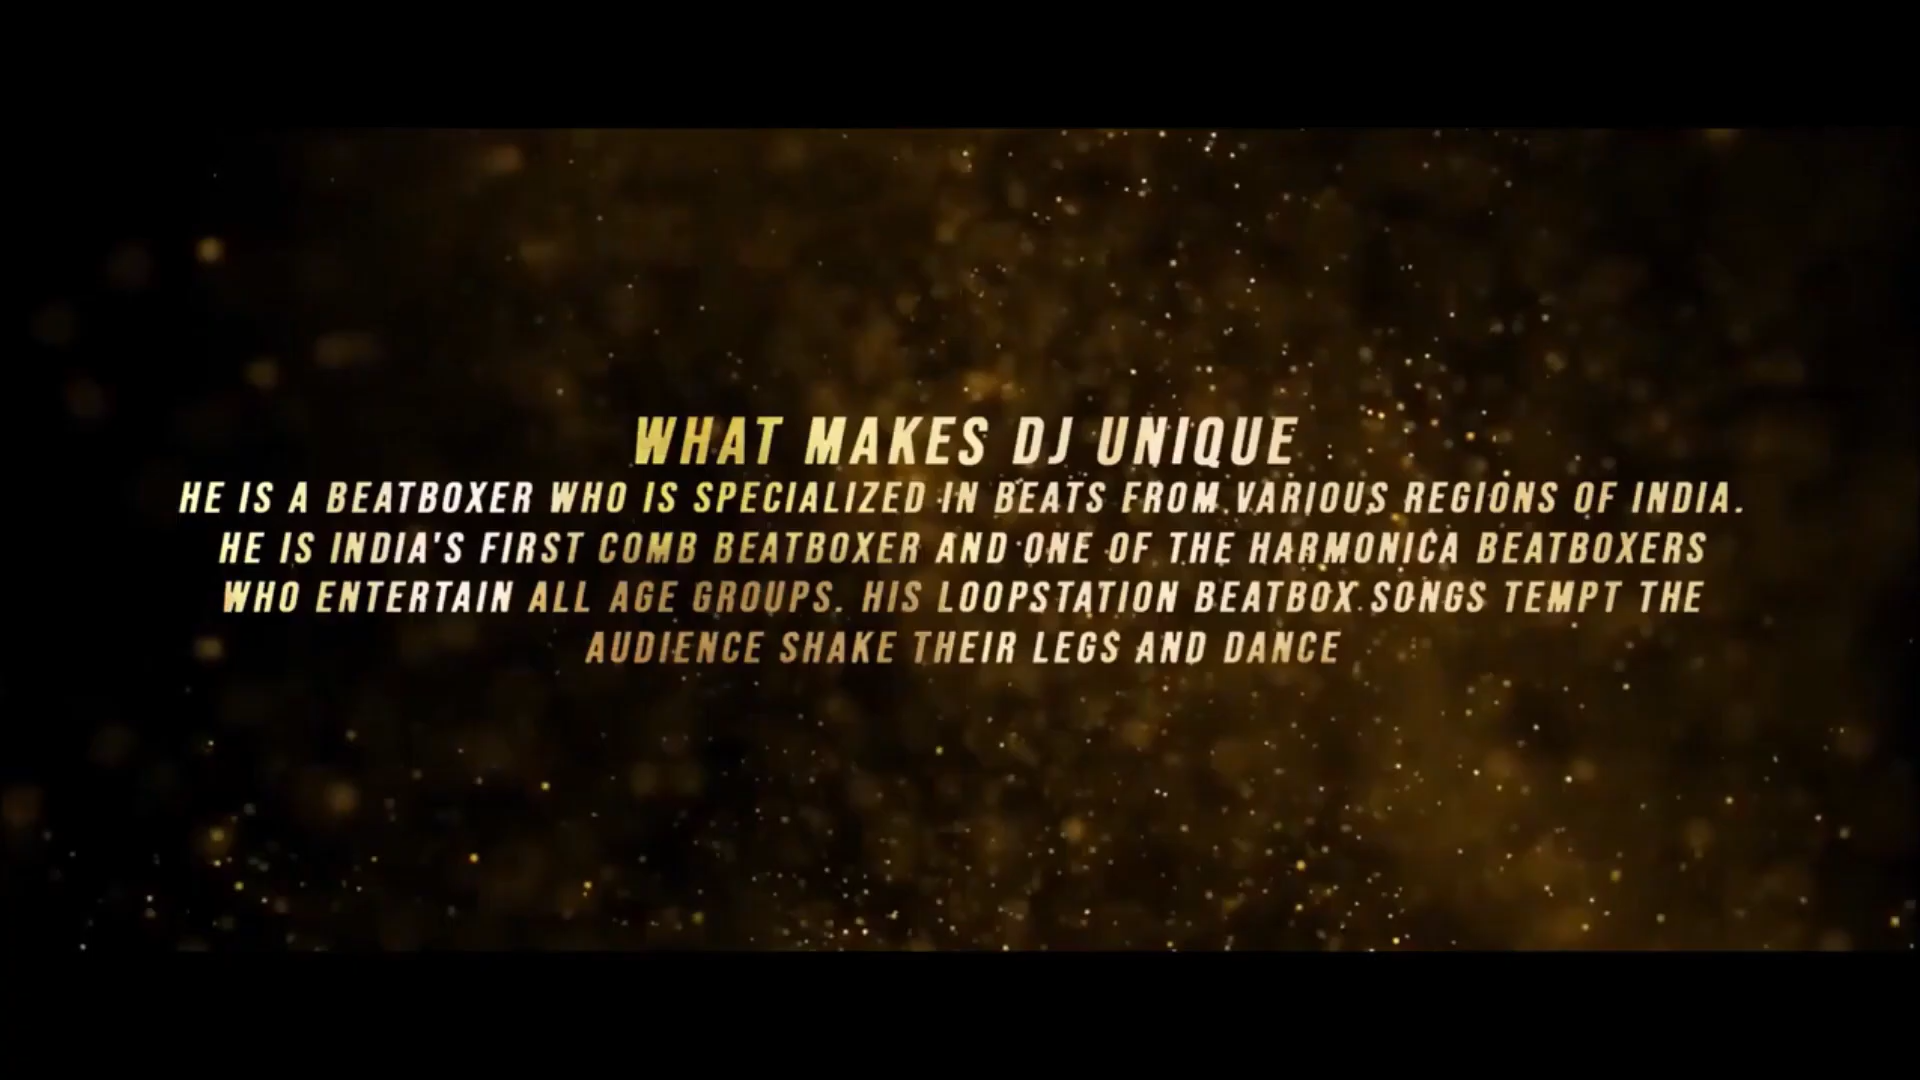 WHAT MAKES DJ UNIQUE
HE IS A BEATBOXER WHO IS SPECIALIZED IN BEATS FROM VARIOUS REGIONS OF INDIA.
HE IS INDIA'S FIRST COMB BEATBOXER AND ONE OF THE HARMONICA BEATBOXERS
WHO ENTERTAIN ALL AGE GROUPS. HIS LOOPSTATION BEATBOX SONGS TEMPT THE
AUDIENCE SHAKE THEIR LEGS AND DANCE